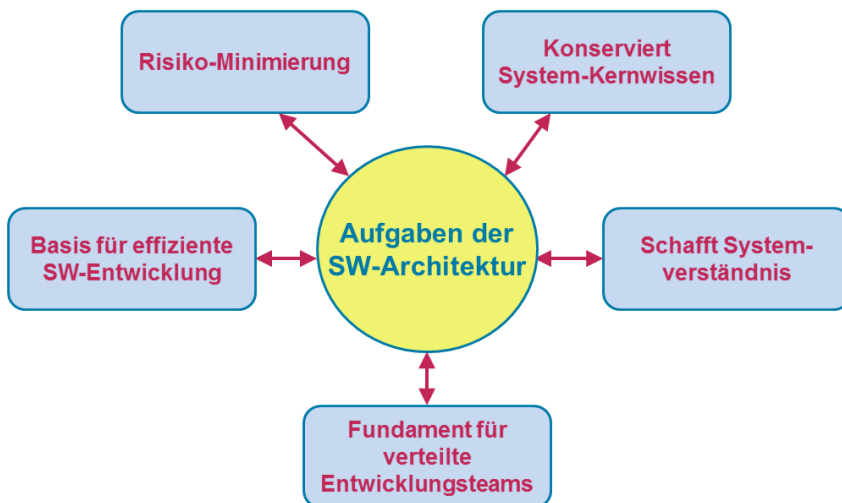 Risiko-Minimierung
Konserviert
System-Kernwissen
Basis für effiziente
SW-Entwicklung
Aufgaben der
SW-Architektur
Schafft System-
verständnis
Fundament für
verteilte
Entwicklungsteams